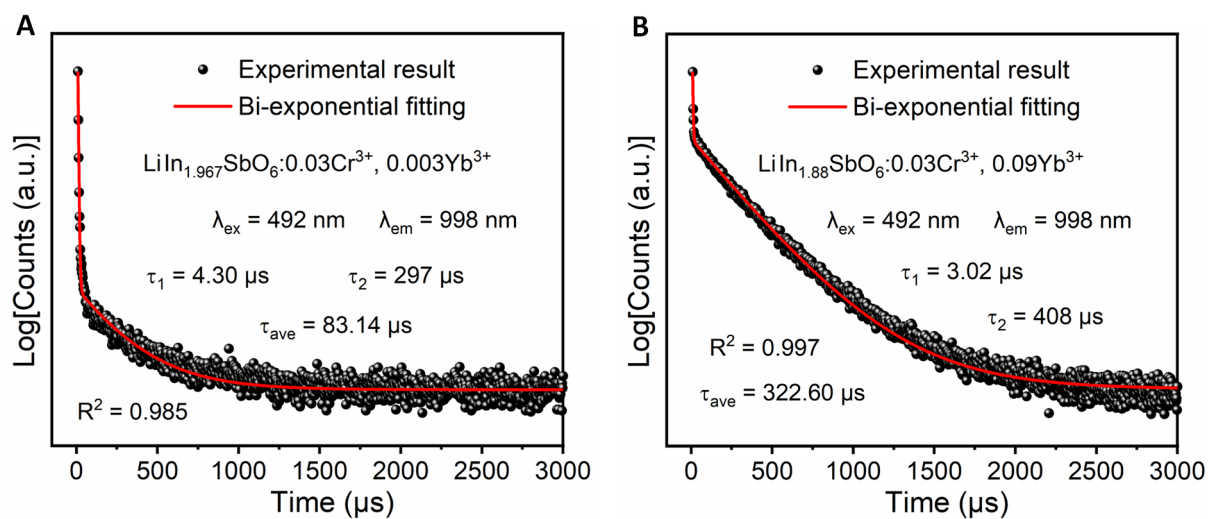 A
Log[Counts (a.u.)]
Experimental result
Bi-exponential fitting
LiIn₁.₉₆₇SbO₆:0.03Cr³⁺, 0.003Yb³⁺
λₑₓ = 492 nm λₑₘ = 998 nm
τ₁ = 4.30 μs τ₂ = 297 μs
τₐᵥₑ = 83.14 μs
R² = 0.985
0 500 1000 1500 2000 2500 3000
Time (μs)
B
Log[Counts (a.u.)]
Experimental result
Bi-exponential fitting
LiIn₁.₈₈SbO₆:0.03Cr³⁺, 0.09Yb³⁺
λₑₓ = 492 nm λₑₘ = 998 nm
τ₁ = 3.02 μs
τ₂ = 408 μs
R² = 0.997
τₐᵥₑ = 322.60 μs
0 500 1000 1500 2000 2500 3000
Time (μs)